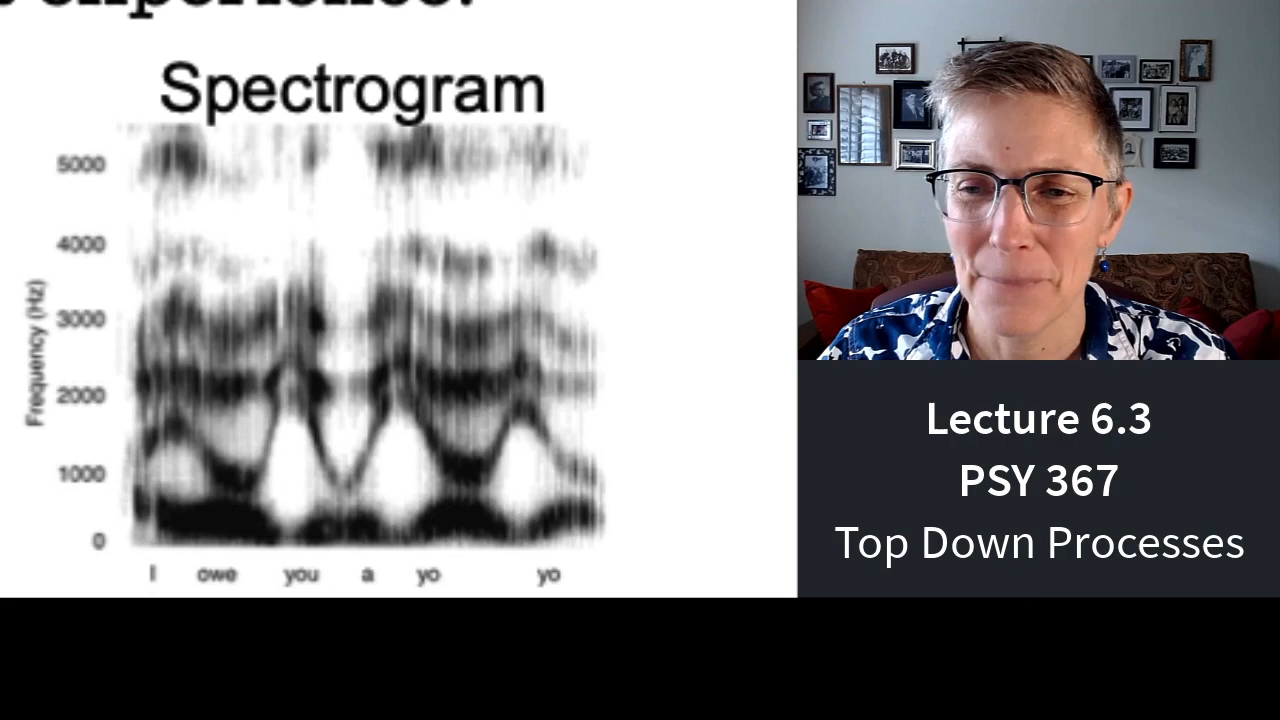 experience.
Spectrogram
5000
4000
3000
2000
1000
0
Frequency (Hz)
I owe you a yo yo
Lecture 6.3
PSY 367
Top Down Processes